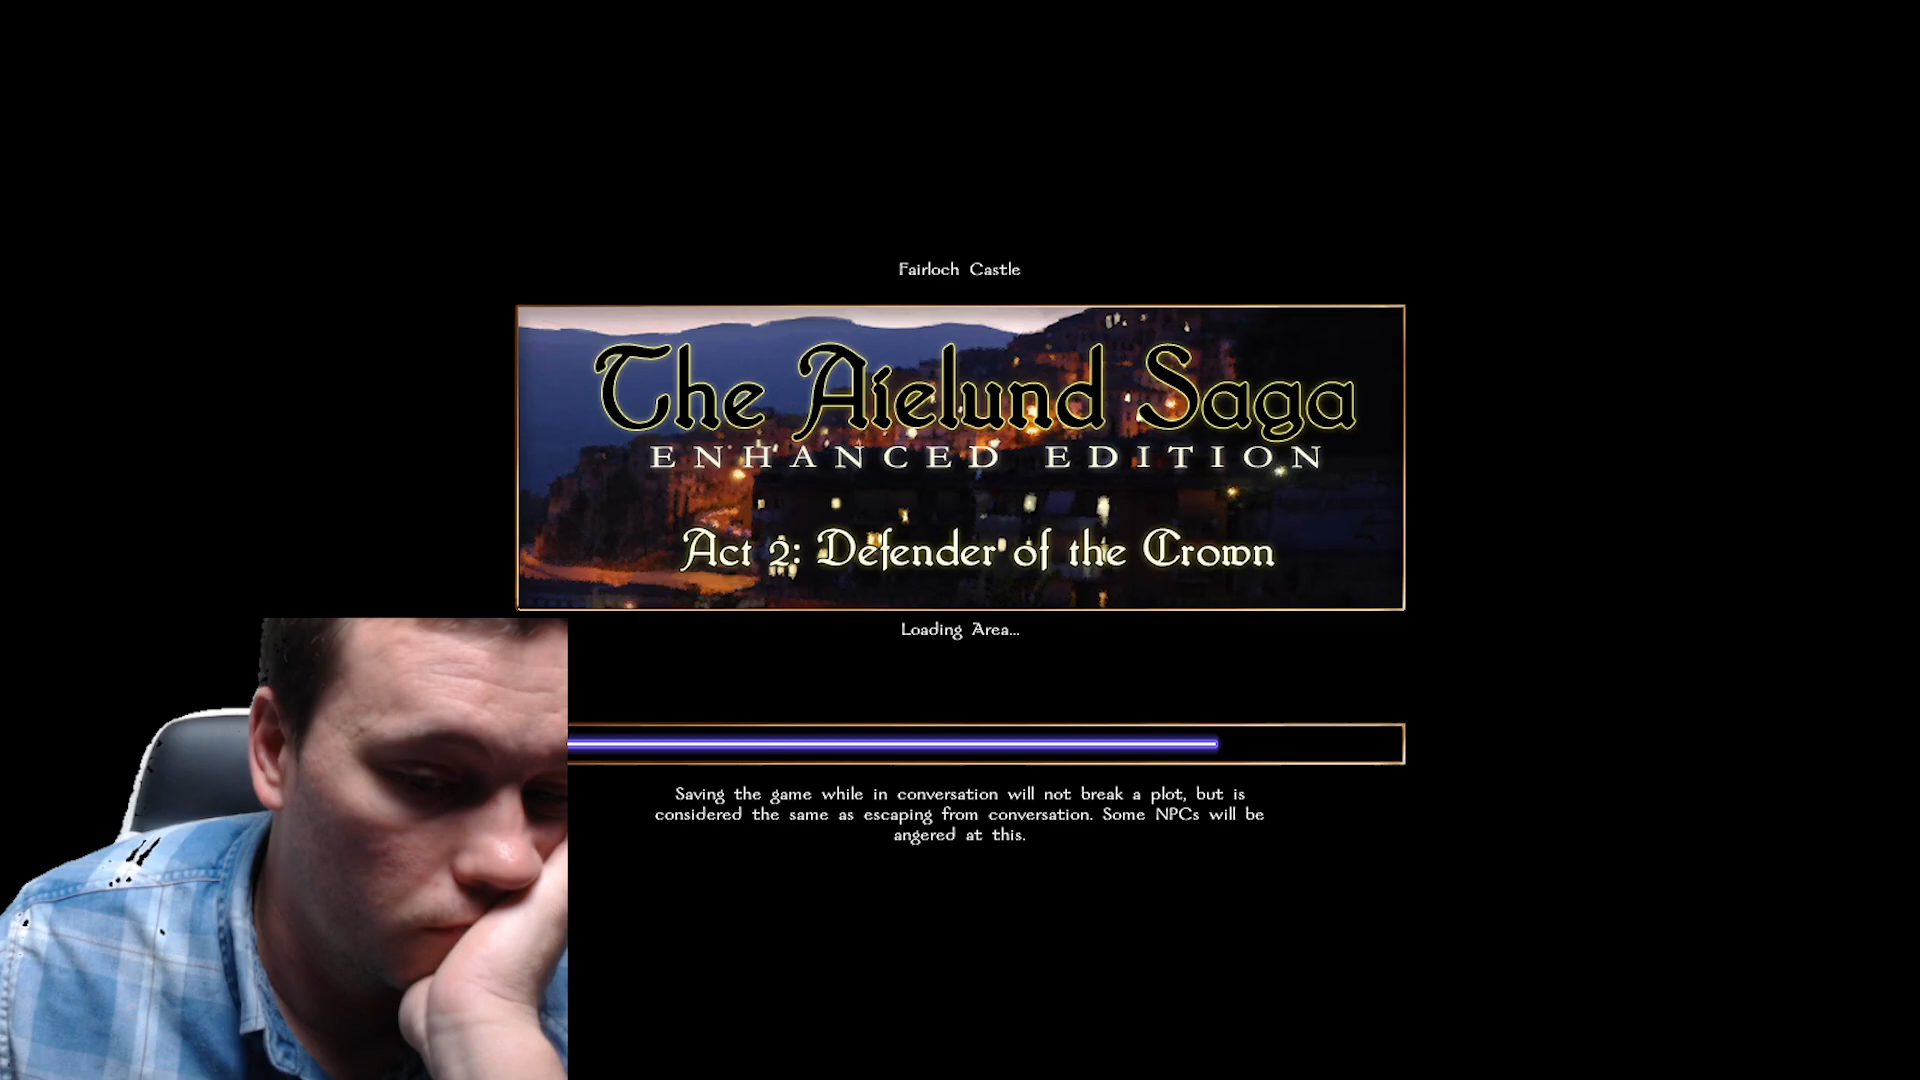 Fairloch Castle
The Aielund Saga
ENHANCED EDITION
Act 2: Defender of the Crown
Loading Area...
Saving the game while in conversation will not break a plot, but is
considered the same as escaping from conversation. Some NPCs will be
angered at this.